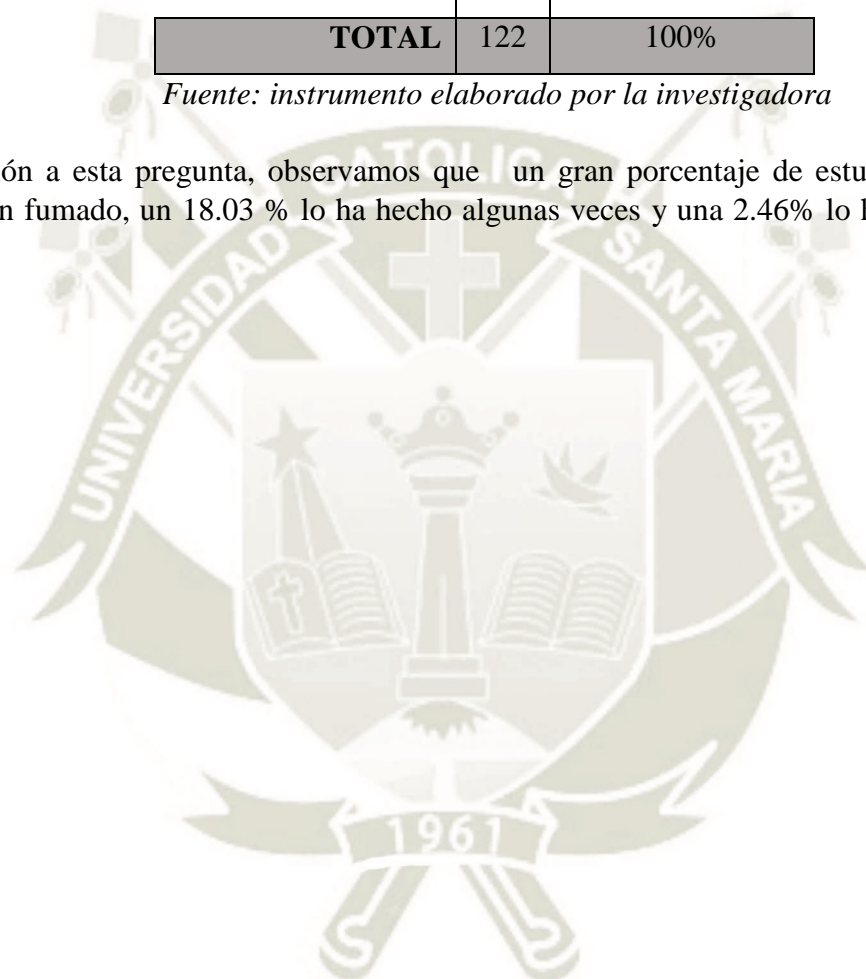 TOTAL 122 100%
Fuente: instrumento elaborado por la investigadora
ón a esta pregunta, observamos que un gran porcentaje de estu
n fumado, un 18.03 % lo ha hecho algunas veces y una 2.46% lo h
CATOLICA
UNIVERSIDAD
SANTA MARIA
1961